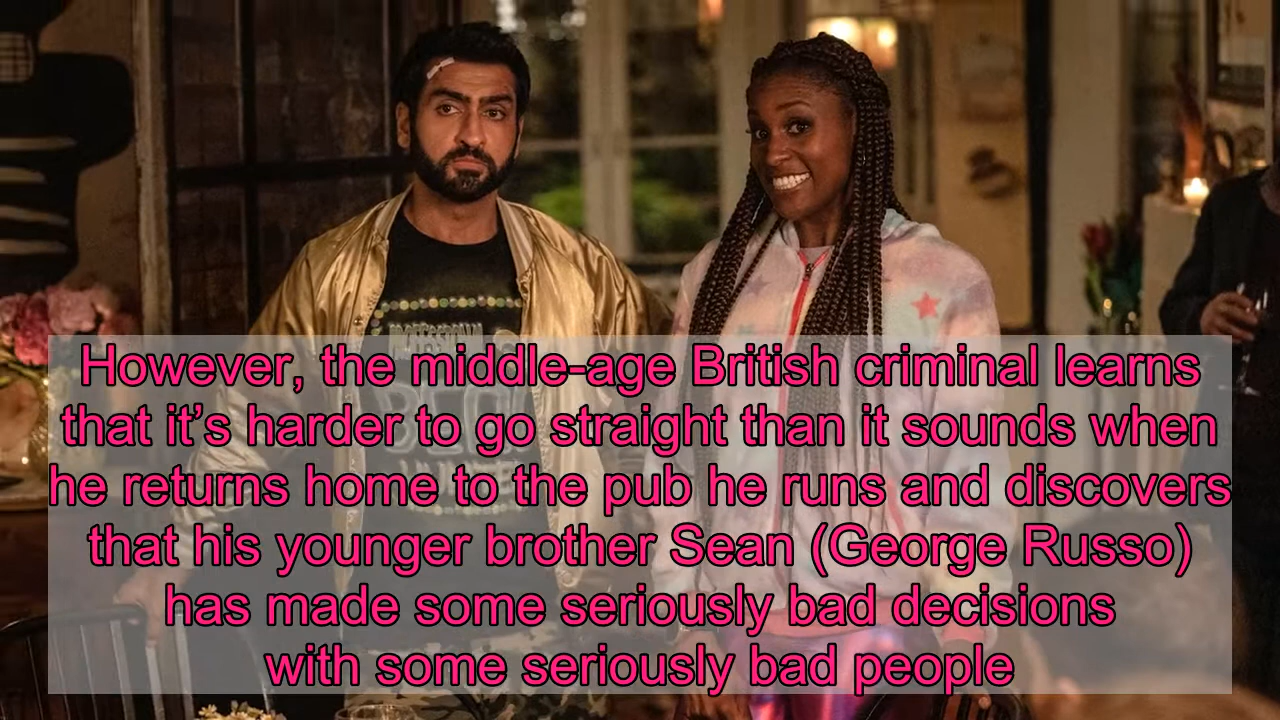 However, the middle-age British criminal learns
that it’s harder to go straight than it sounds when
he returns home to the pub he runs and discovers
that his younger brother Sean (George Russo)
has made some seriously bad decisions
with some seriously bad people